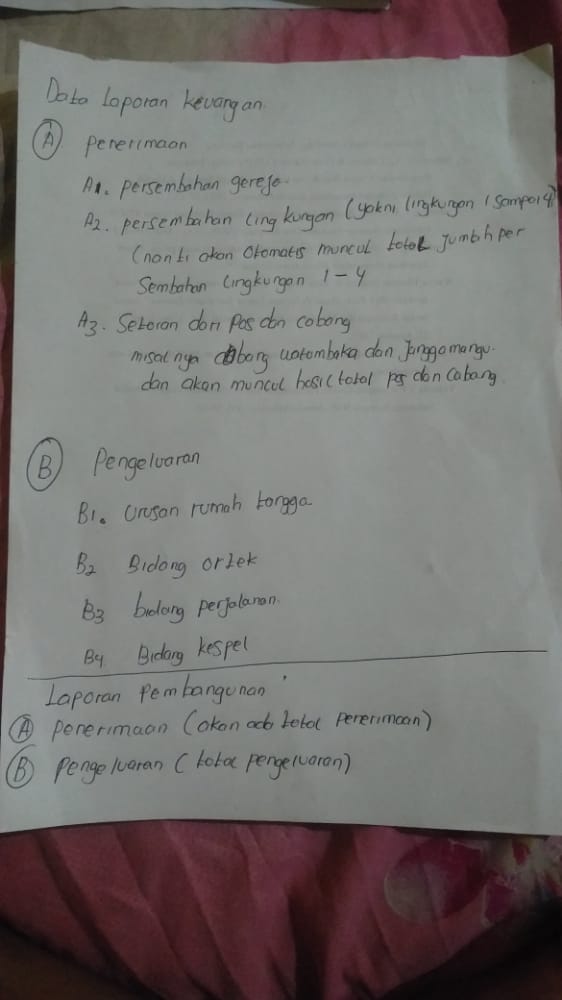 Data Laporan keuangan.
A Penerimaan
A1. persembahan gereja.
A2. persembahan lingkungan (yakni lingkungan 1 sampai 4)
(nanti akan otomatis muncul total jumlah per
Sembahan lingkungan 1-4
A3. Setoran dari pos dan cabang
misalnya cabang watombaka dan Janggamangu.
dan akan muncul hasil total pos dan cabang.
B Pengeluaran
B1. Urusan rumah tangga
B2 Bidang ortek
B3 bidang perjalanan.
B4. Bidang kespel
Laporan Pembangunan
A penerimaan (akan ada total penerimaan)
B pengeluaran (total pengeluaran)